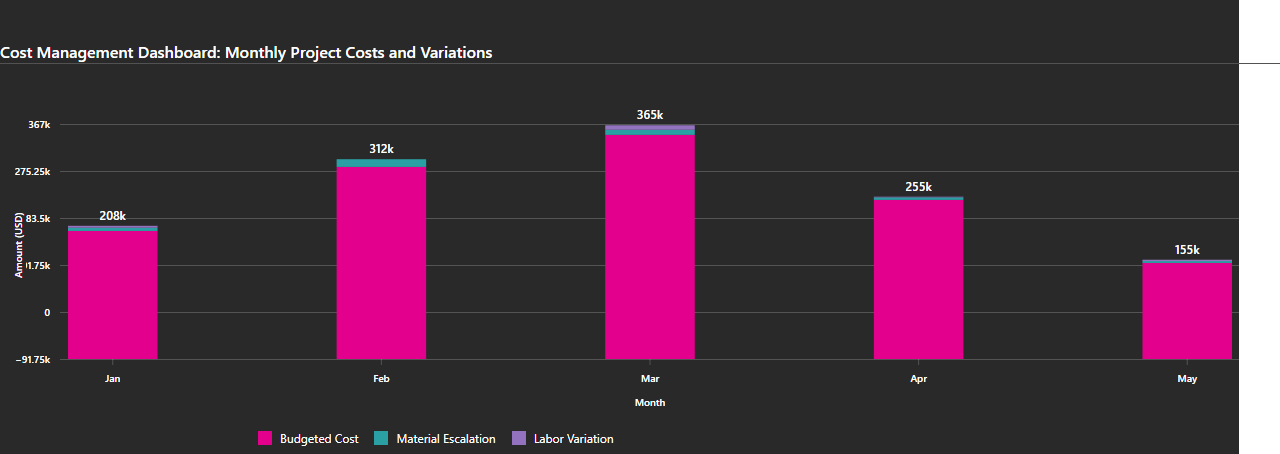 Cost Management Dashboard: Monthly Project Costs and Variations
367k
275.25k
83.5k
1.75k
0
−91.75k
Amount (USD)
208k
312k
365k
255k
155k
Jan Feb Mar Apr May
Month
Budgeted Cost Material Escalation Labor Variation